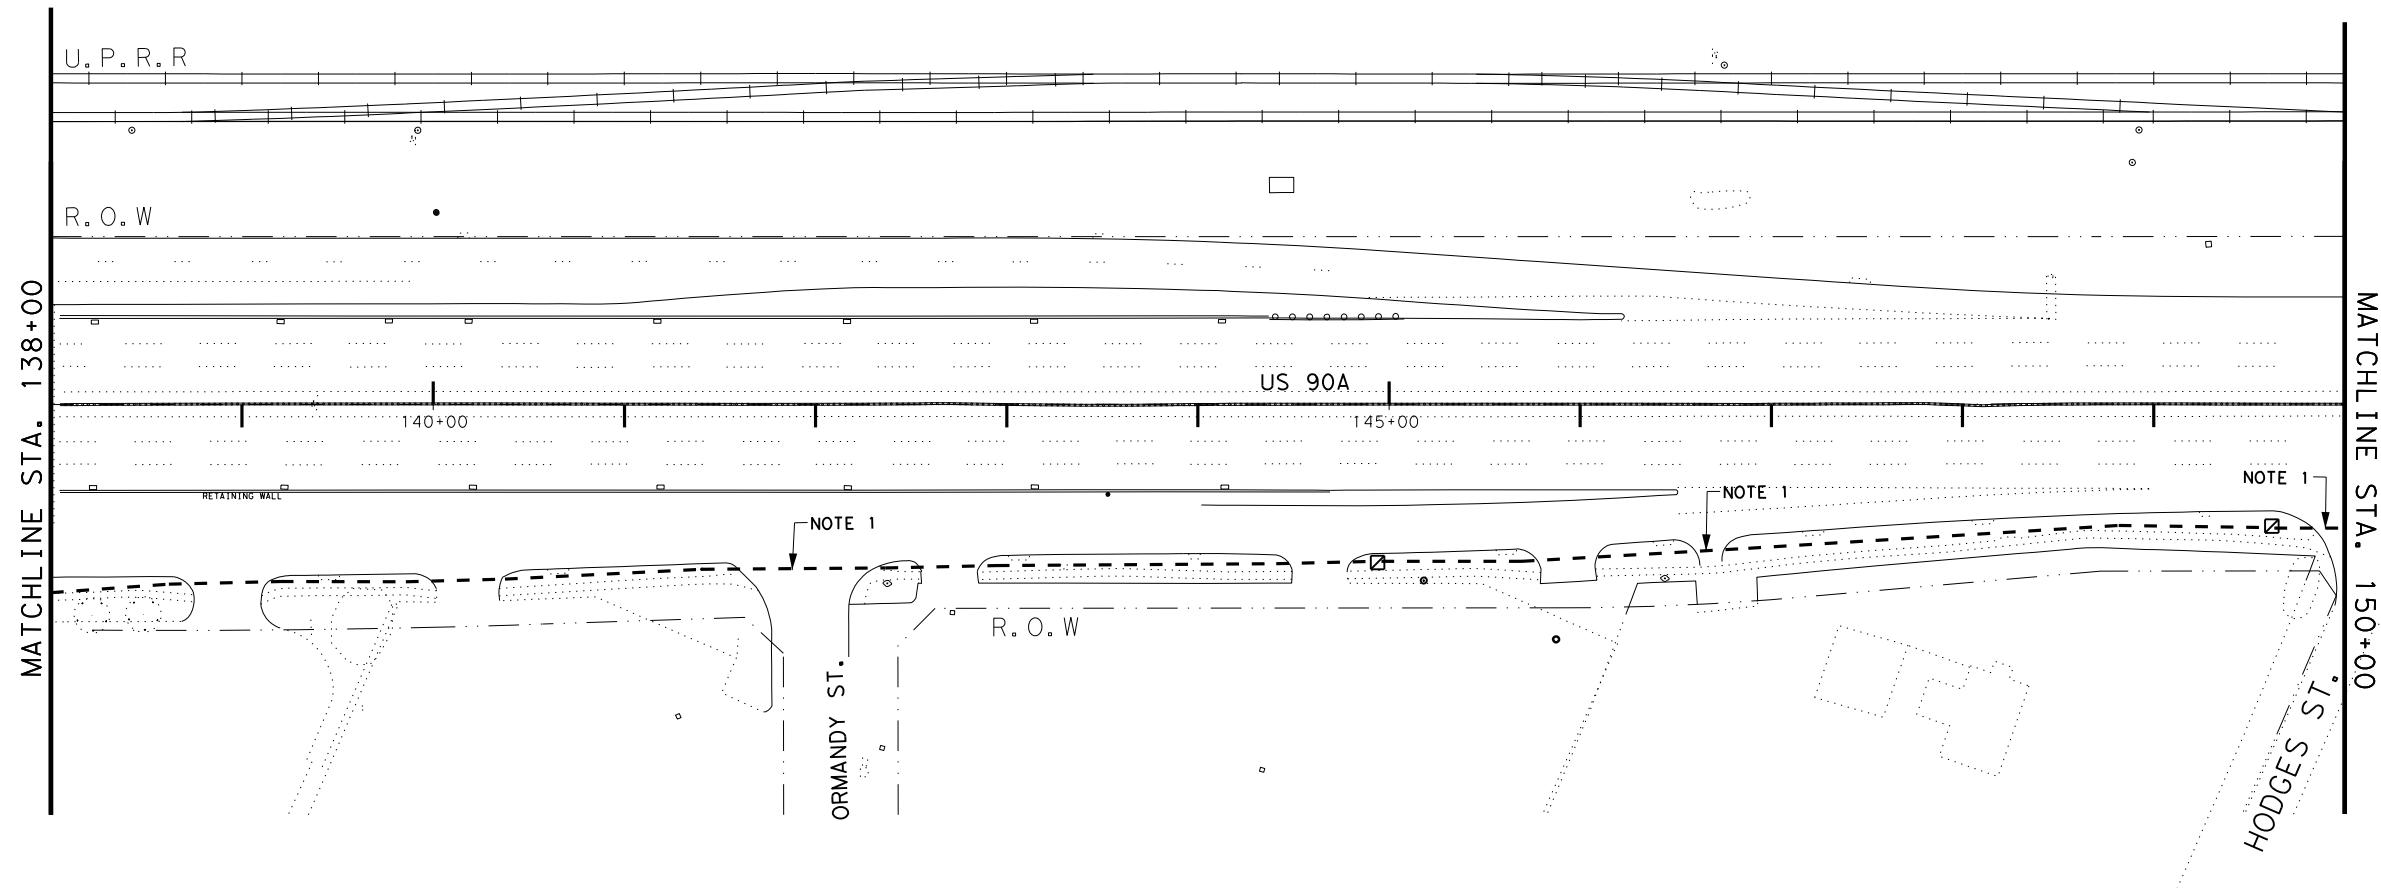 U.P.R.R
R.O.W
MATCHLINE STA. 138+00
MATCHLINE STA. 150+00
US 90A
140+00
145+00
RETAINING WALL
NOTE 1
NOTE 1
NOTE 1
R.O.W
ORMANDY ST.
HODGES ST.